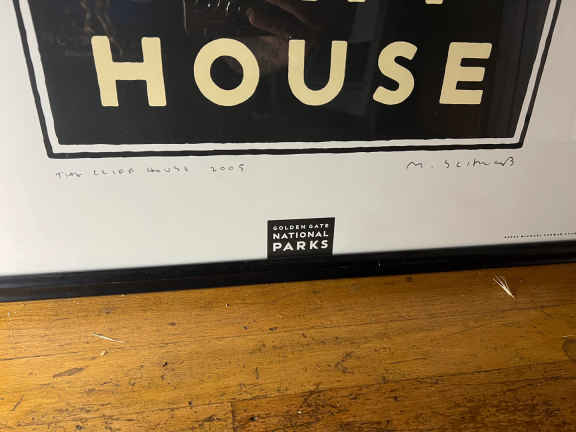 HOUSE
THE CLIFF HOUSE 2005
GOLDEN GATE
NATIONAL
PARKS